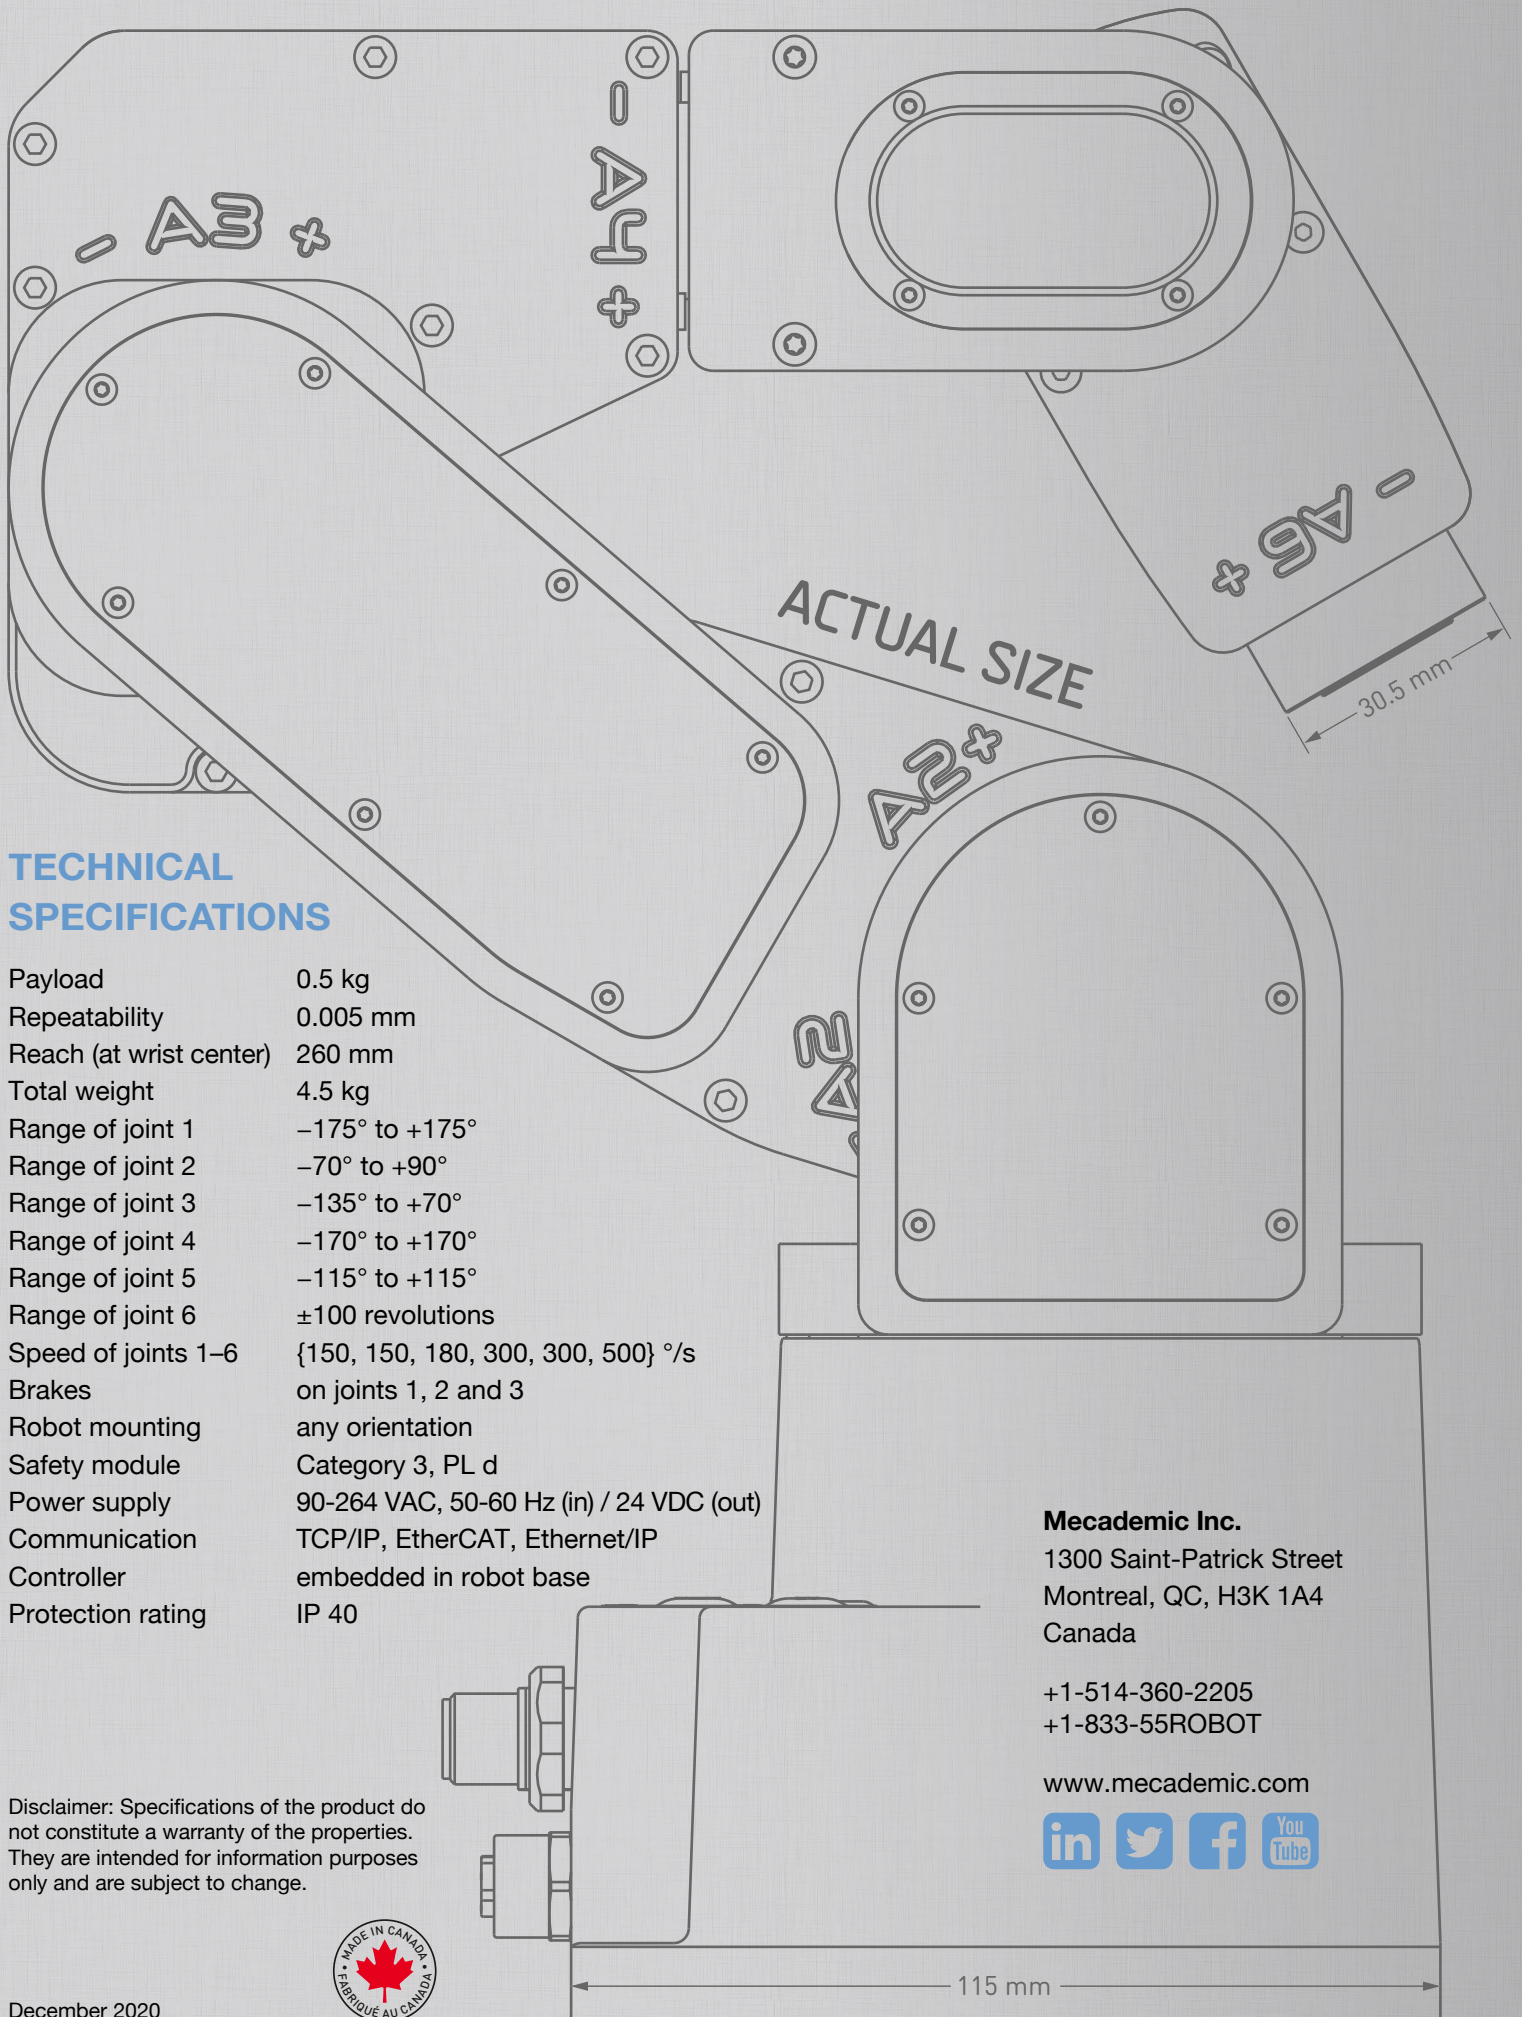 − A3 +
− A4 +
− A6 +
ACTUAL SIZE
30.5 mm
A2+
A2
TECHNICAL
SPECIFICATIONS
Payload 0.5 kg
Repeatability 0.005 mm
Reach (at wrist center) 260 mm
Total weight 4.5 kg
Range of joint 1 −175° to +175°
Range of joint 2 −70° to +90°
Range of joint 3 −135° to +70°
Range of joint 4 −170° to +170°
Range of joint 5 −115° to +115°
Range of joint 6 ±100 revolutions
Speed of joints 1–6 {150, 150, 180, 300, 300, 500} °/s
Brakes on joints 1, 2 and 3
Robot mounting any orientation
Safety module Category 3, PL d
Power supply 90-264 VAC, 50-60 Hz (in) / 24 VDC (out)
Communication TCP/IP, EtherCAT, Ethernet/IP
Controller embedded in robot base
Protection rating IP 40
Mecademic Inc.
1300 Saint-Patrick Street
Montreal, QC, H3K 1A4
Canada
+1-514-360-2205
+1-833-55ROBOT
www.mecademic.com
in
You
Tube
Disclaimer: Specifications of the product do
not constitute a warranty of the properties.
They are intended for information purposes
only and are subject to change.
• MADE IN CANADA •
FABRIQUÉ AU CANADA
December 2020
115 mm